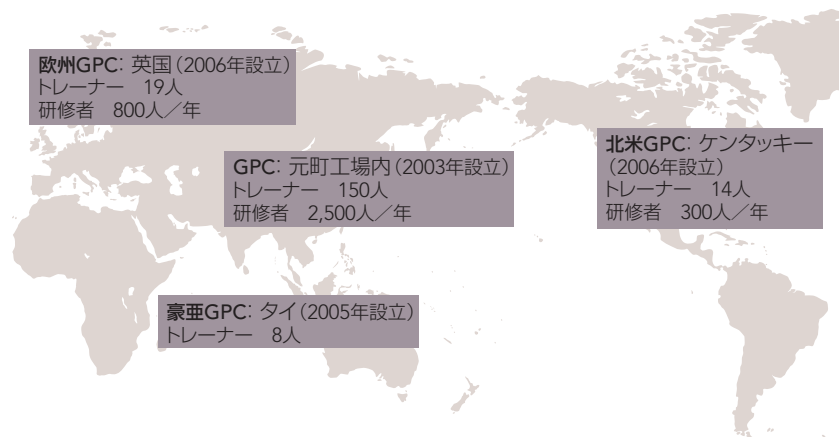 欧州GPC: 英国(2006年設立)
トレーナー 19人
研修者 800人/年
GPC: 元町工場内(2003年設立)
トレーナー 150人
研修者 2,500人/年
北米GPC: ケンタッキー
(2006年設立)
トレーナー 14人
研修者 300人/年
豪亜GPC: タイ(2005年設立)
トレーナー 8人